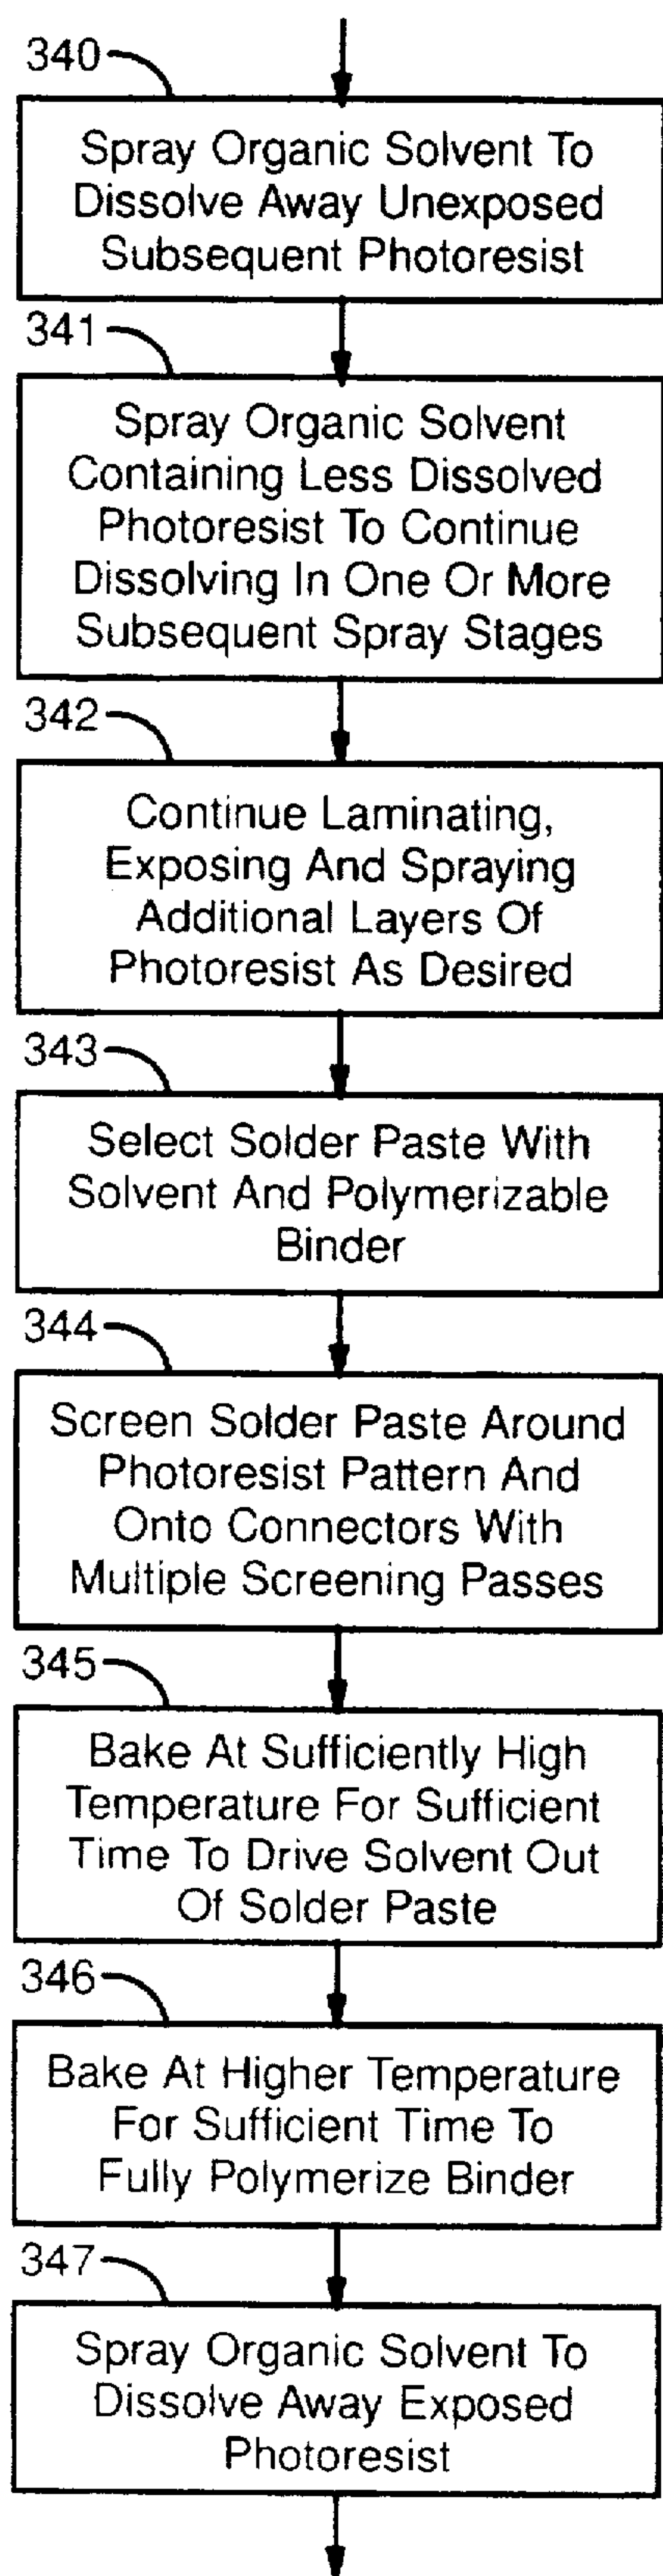 340
Spray Organic Solvent To
Dissolve Away Unexposed
Subsequent Photoresist
341
Spray Organic Solvent
Containing Less Dissolved
Photoresist To Continue
Dissolving In One Or More
Subsequent Spray Stages
342
Continue Laminating,
Exposing And Spraying
Additional Layers Of
Photoresist As Desired
343
Select Solder Paste With
Solvent And Polymerizable
Binder
344
Screen Solder Paste Around
Photoresist Pattern And
Onto Connectors With
Multiple Screening Passes
345
Bake At Sufficiently High
Temperature For Sufficient
Time To Drive Solvent Out
Of Solder Paste
346
Bake At Higher Temperature
For Sufficient Time To
Fully Polymerize Binder
347
Spray Organic Solvent To
Dissolve Away Exposed
Photoresist